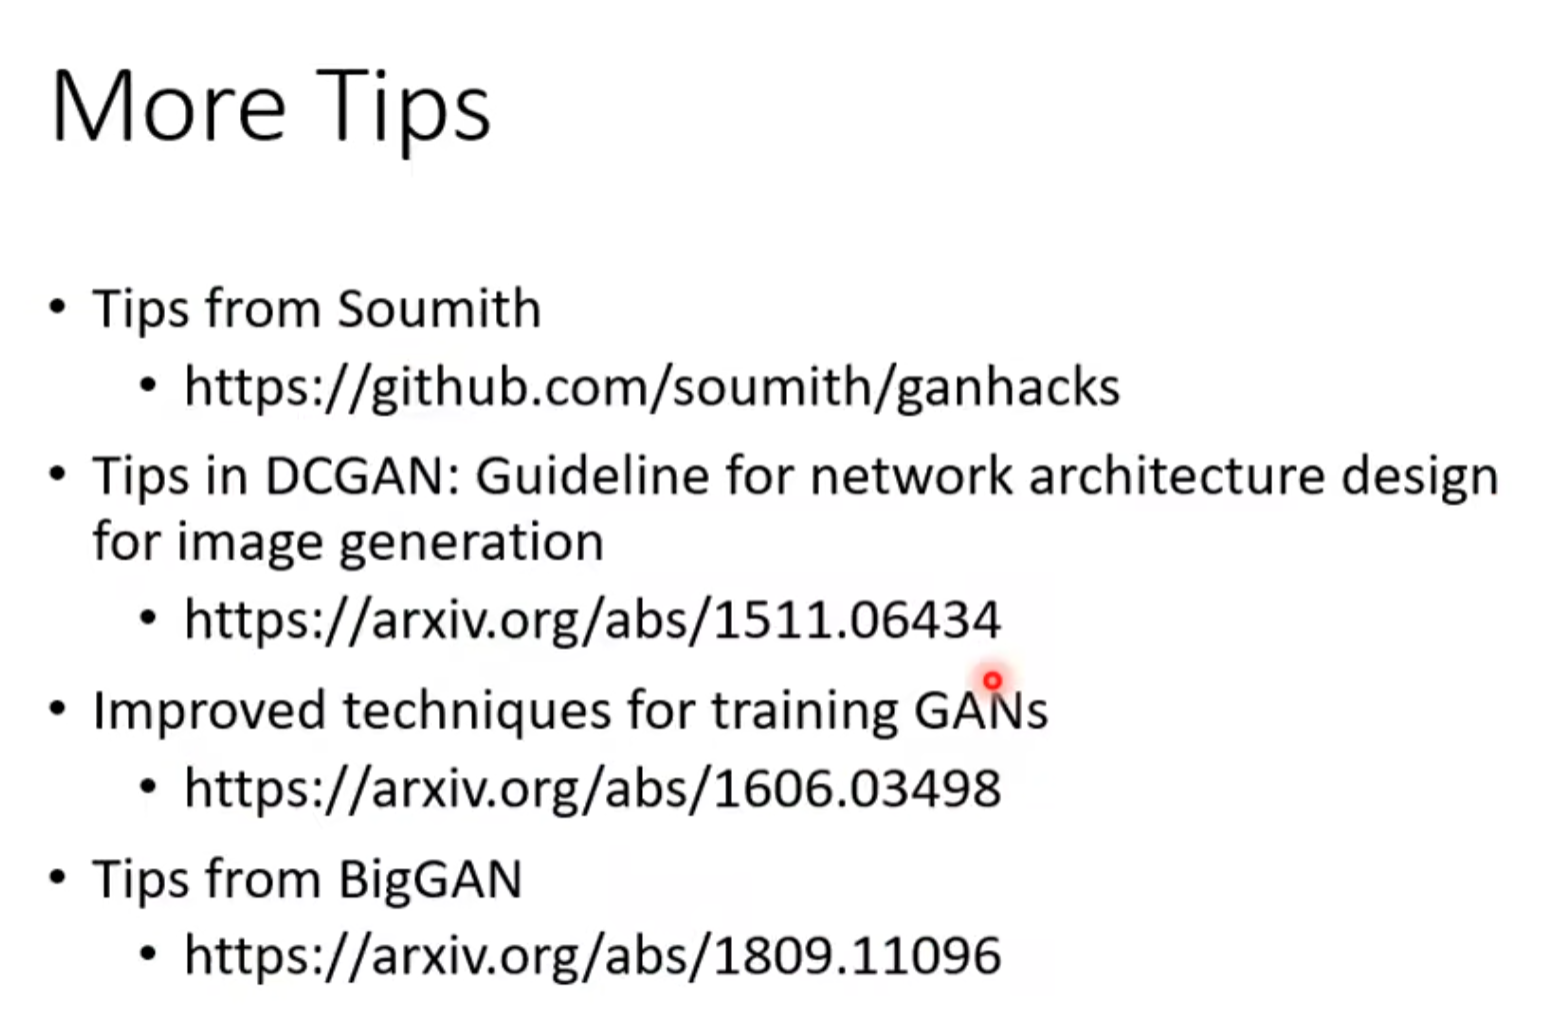 More Tips
• Tips from Soumith
• https://github.com/soumith/ganhacks
• Tips in DCGAN: Guideline for network architecture design
for image generation
• https://arxiv.org/abs/1511.06434
• Improved techniques for training GANs
• https://arxiv.org/abs/1606.03498
• Tips from BigGAN
• https://arxiv.org/abs/1809.11096